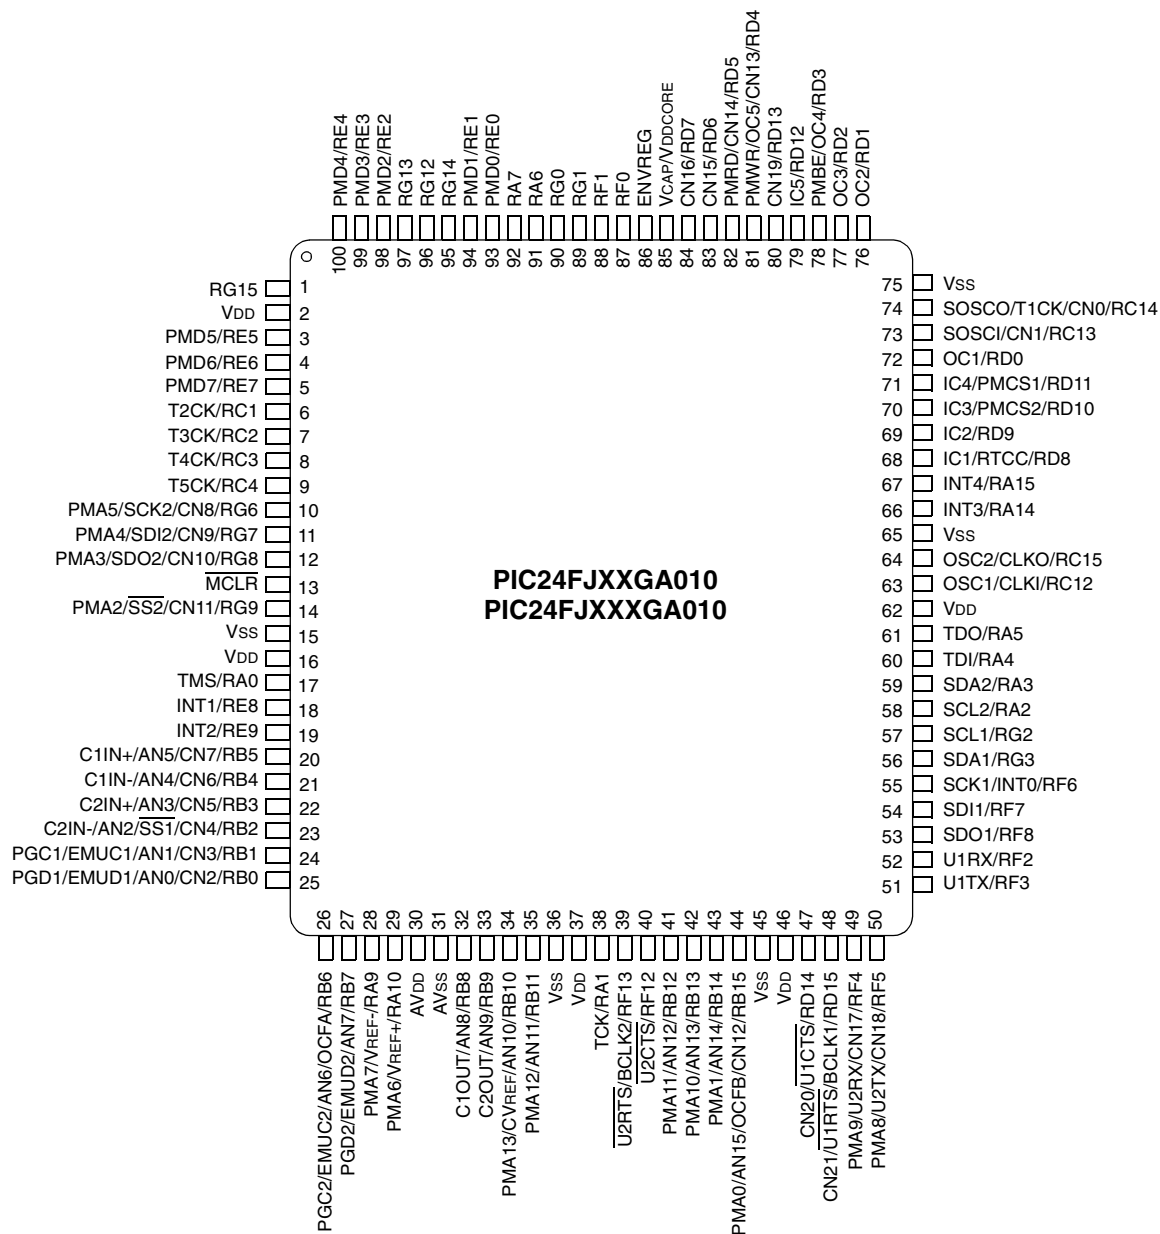 PMD4/RE4
PMD3/RE3
PMD2/RE2
RG13
RG12
RG14
PMD1/RE1
PMD0/RE0
RA7
RA6
RG0
RG1
RF1
RF0
ENVREG
VCAP/VDDCORE
CN16/RD7
CN15/RD6
PMRD/CN14/RD5
PMWR/OC5/CN13/RD4
CN19/RD13
IC5/RD12
PMBE/OC4/RD3
OC3/RD2
OC2/RD1
100
99
98
97
96
95
94
93
92
91
90
89
88
87
86
85
84
83
82
81
80
79
78
77
76
RG15 1
VDD 2
PMD5/RE5 3
PMD6/RE6 4
PMD7/RE7 5
T2CK/RC1 6
T3CK/RC2 7
T4CK/RC3 8
T5CK/RC4 9
PMA5/SCK2/CN8/RG6 10
PMA4/SDI2/CN9/RG7 11
PMA3/SDO2/CN10/RG8 12
MCLR 13
PMA2/SS2/CN11/RG9 14
VSS 15
VDD 16
TMS/RA0 17
INT1/RE8 18
INT2/RE9 19
C1IN+/AN5/CN7/RB5 20
C1IN-/AN4/CN6/RB4 21
C2IN+/AN3/CN5/RB3 22
C2IN-/AN2/SS1/CN4/RB2 23
PGC1/EMUC1/AN1/CN3/RB1 24
PGD1/EMUD1/AN0/CN2/RB0 25
PIC24FJXXGA010
PIC24FJXXXGA010
75 VSS
74 SOSCO/T1CK/CN0/RC14
73 SOSCI/CN1/RC13
72 OC1/RD0
71 IC4/PMCS1/RD11
70 IC3/PMCS2/RD10
69 IC2/RD9
68 IC1/RTCC/RD8
67 INT4/RA15
66 INT3/RA14
65 VSS
64 OSC2/CLKO/RC15
63 OSC1/CLKI/RC12
62 VDD
61 TDO/RA5
60 TDI/RA4
59 SDA2/RA3
58 SCL2/RA2
57 SCL1/RG2
56 SDA1/RG3
55 SCK1/INT0/RF6
54 SDI1/RF7
53 SDO1/RF8
52 U1RX/RF2
51 U1TX/RF3
26
27
28
29
30
31
32
33
34
35
36
37
38
39
40
41
42
43
44
45
46
47
48
49
50
PGC2/EMUC2/AN6/OCFA/RB6
PGD2/EMUD2/AN7/RB7
PMA7/VREF-/RA9
PMA6/VREF+/RA10
AVDD
AVSS
C1OUT/AN8/RB8
C2OUT/AN9/RB9
PMA13/CVREF/AN10/RB10
PMA12/AN11/RB11
VSS
VDD
TCK/RA1
U2RTS/BCLK2/RF13
U2CTS/RF12
PMA11/AN12/RB12
PMA10/AN13/RB13
PMA1/AN14/RB14
PMA0/AN15/OCFB/CN12/RB15
VSS
VDD
CN20/U1CTS/RD14
CN21/U1RTS/BCLK1/RD15
PMA9/U2RX/CN17/RF4
PMA8/U2TX/CN18/RF5